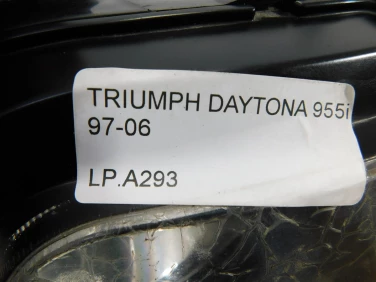 TRIUMPH DAYTONA 955i
97-06
LP.A293